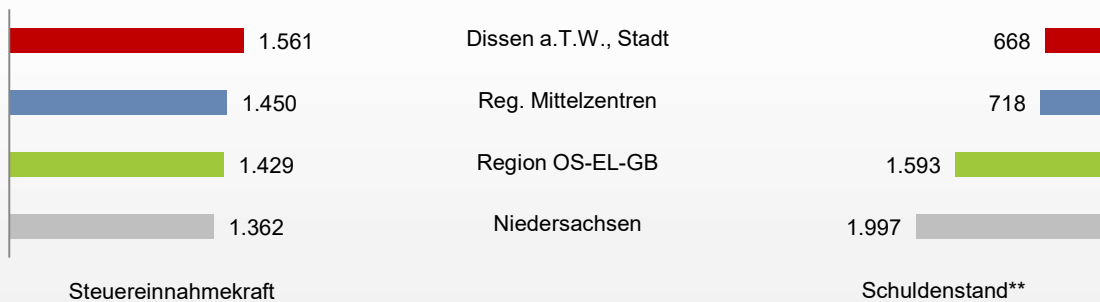 1.561 Dissen a.T.W., Stadt 668
1.450 Reg. Mittelzentren 718
1.429 Region OS-EL-GB 1.593
1.362 Niedersachsen 1.997
Steuereinnahmekraft Schuldenstand**